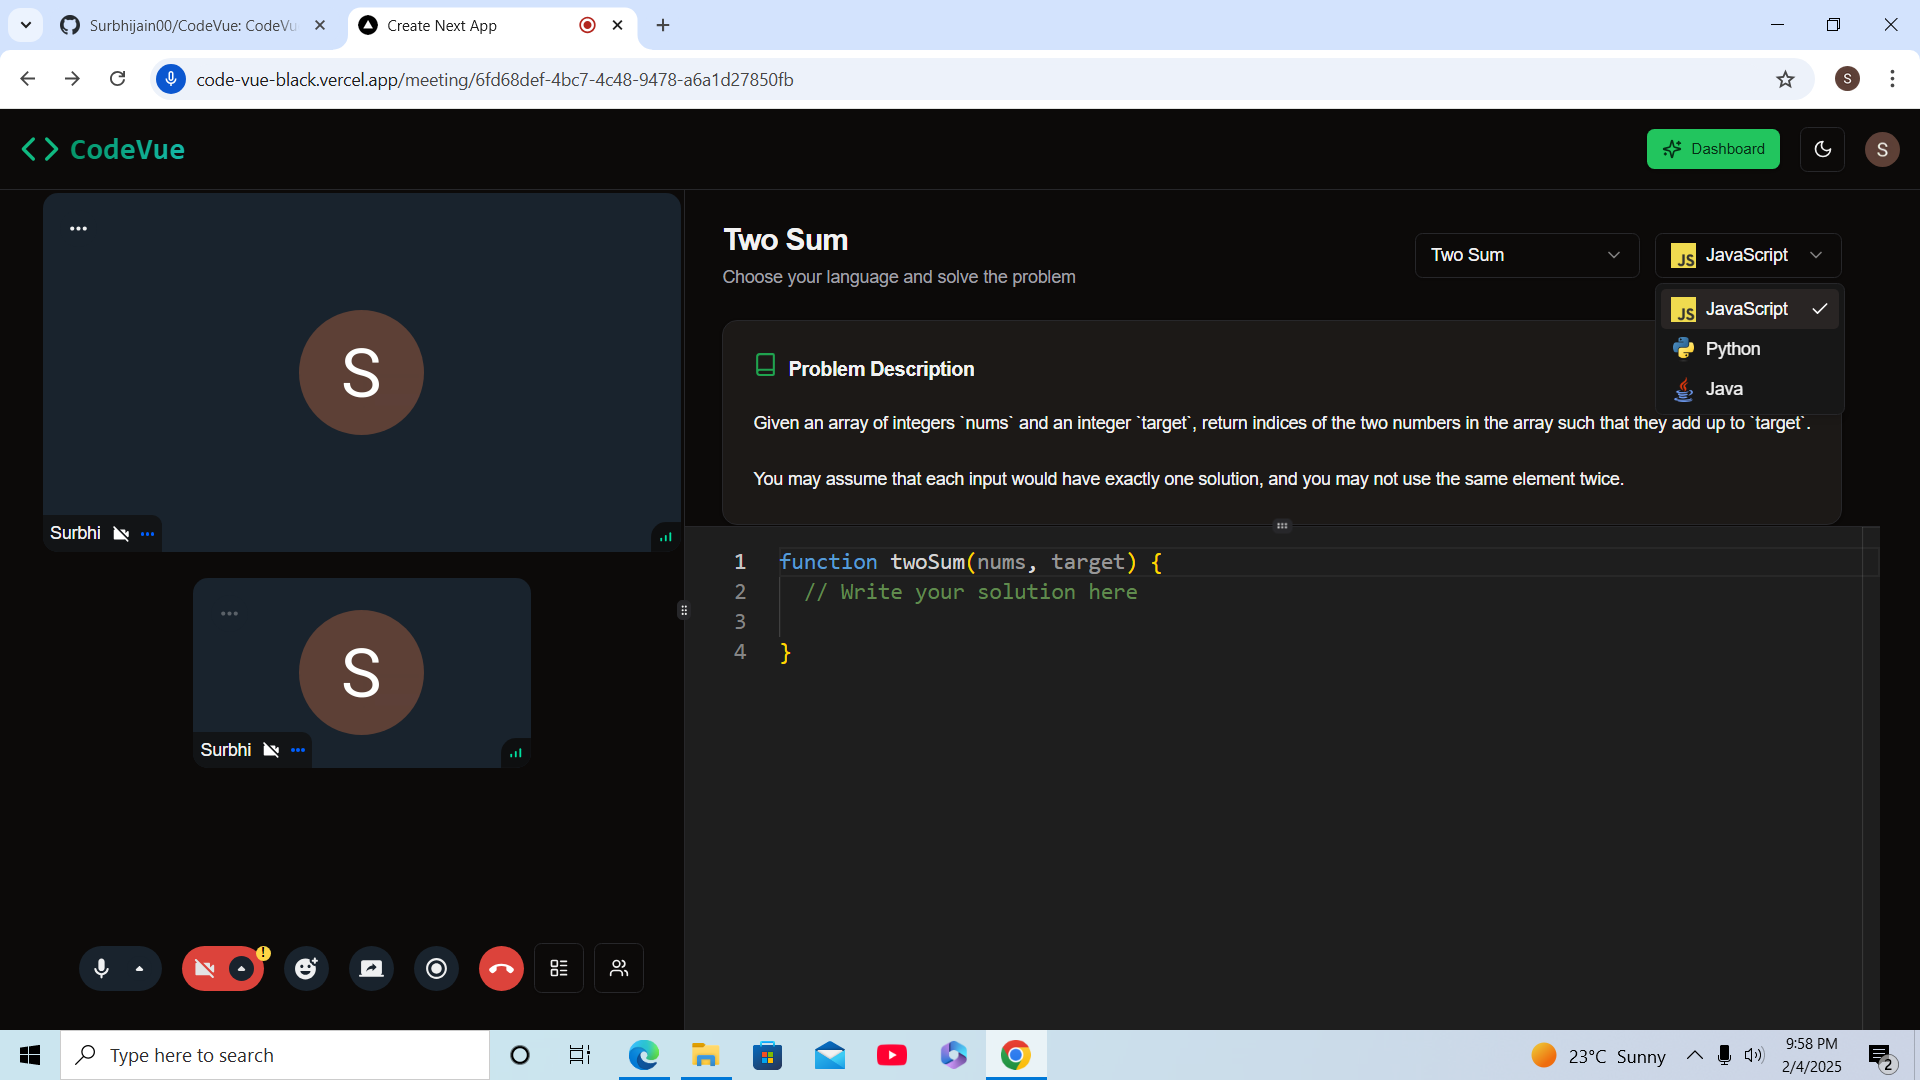 Surbhijain00/CodeVue: CodeVu
Create Next App
code-vue-black.vercel.app/meeting/6fd68def-4bc7-4c48-9478-a6a1d27850fb
S
CodeVue
Dashboard
S
S
Surbhi
S
Surbhi
Two Sum
Choose your language and solve the problem
Two Sum
JS JavaScript
JS JavaScript
Python
Java
Problem Description
Given an array of integers `nums` and an integer `target`, return indices of the two numbers in the array such that they add up to `target`.
You may assume that each input would have exactly one solution, and you may not use the same element twice.
1 function twoSum(nums, target) {
2 // Write your solution here
3
4 }
!
Type here to search
23°C Sunny
9:58 PM
2/4/2025
2